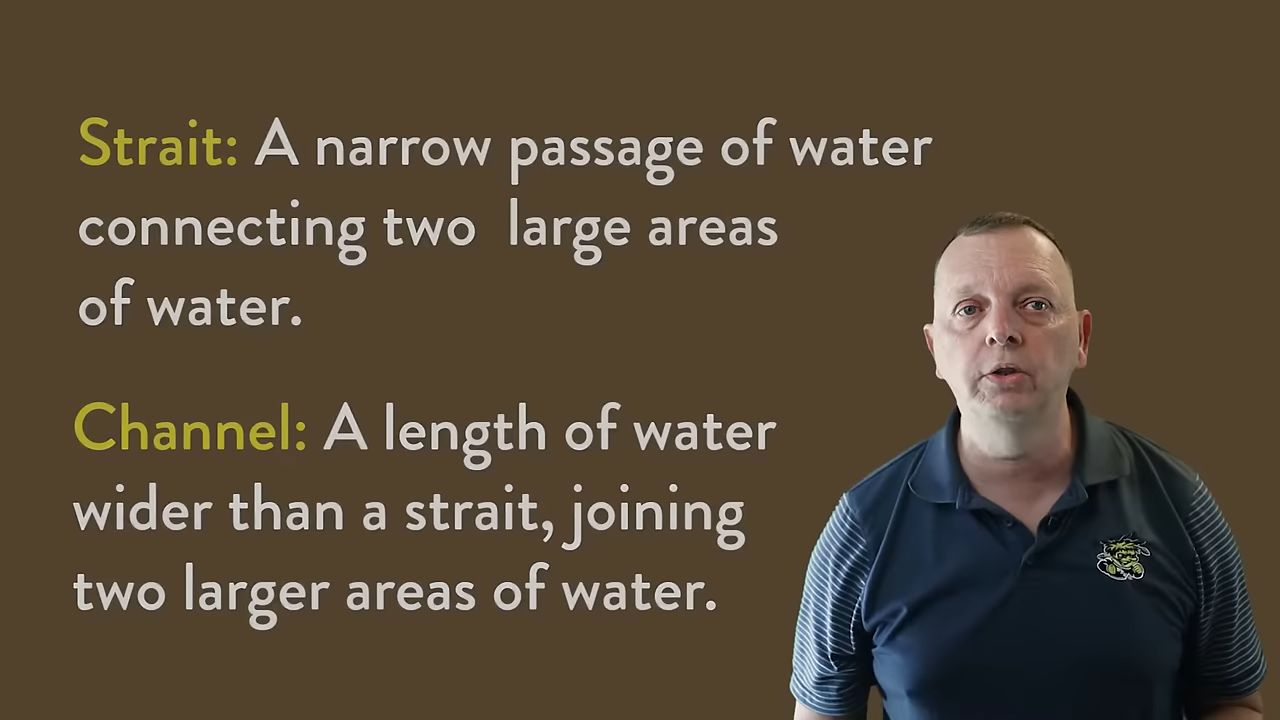 Strait: A narrow passage of water
connecting two  large areas
of water.
Channel: A length of water
wider than a strait, joining
two larger areas of water.